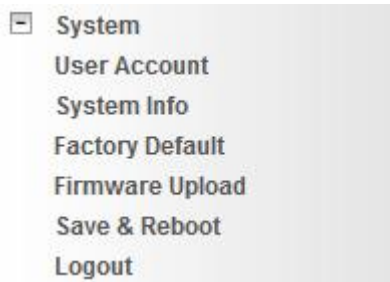 System
User Account
System Info
Factory Default
Firmware Upload
Save & Reboot
Logout